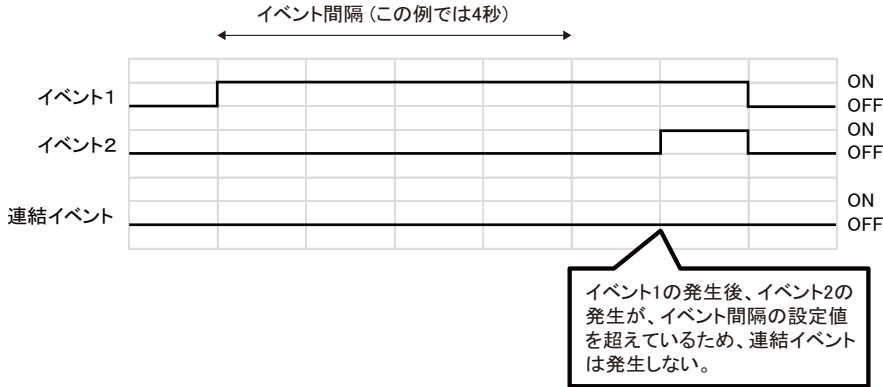 イベント間隔（この例では4秒）
イベント1
ON
OFF
イベント2
ON
OFF
連結イベント
ON
OFF
イベント1の発生後、イベント2の
発生が、イベント間隔の設定値
を超えているため、連結イベント
は発生しない。